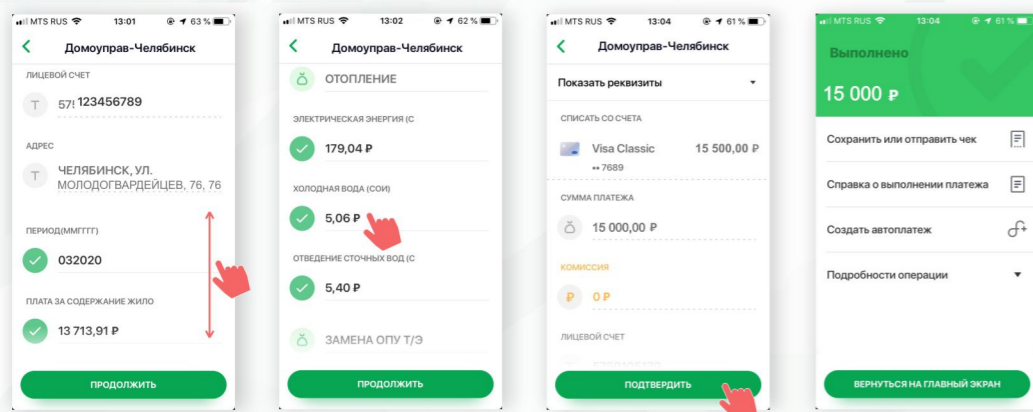 MTS RUS 13:01 63 %
Домоуправ-Челябинск
ЛИЦЕВОЙ СЧЕТ
Т
123456789
АДРЕС
Т
ЧЕЛЯБИНСК, УЛ.
МОЛОДОГВАРДЕЙЦЕВ, 76, 76
ПЕРИОД(ММГГГГ)
032020
ПЛАТА ЗА СОДЕРЖАНИЕ ЖИЛО
13 713,91 ₽
ПРОДОЛЖИТЬ
MTS RUS 13:02 62 %
Домоуправ-Челябинск
ОТОПЛЕНИЕ
ЭЛЕКТРИЧЕСКАЯ ЭНЕРГИЯ (С
179,04 ₽
ХОЛОДНАЯ ВОДА (СОИ)
5,06 ₽
ОТВЕДЕНИЕ СТОЧНЫХ ВОД (С
5,40 ₽
ЗАМЕНА ОПУ Т/Э
ПРОДОЛЖИТЬ
MTS RUS 13:04 61 %
Домоуправ-Челябинск
Показать реквизиты
СПИСАТЬ СО СЧЕТА
Visa Classic 15 500,00 ₽
•• 7689
СУММА ПЛАТЕЖА
15 000,00 ₽
КОМИССИЯ
₽ 0 ₽
ЛИЦЕВОЙ СЧЕТ
ПОДТВЕРДИТЬ
MTS RUS 13:04 61 %
Выполнено
15 000 ₽
Сохранить или отправить чек
Справка о выполнении платежа
Создать автоплатеж
Подробности операции
ВЕРНУТЬСЯ НА ГЛАВНЫЙ ЭКРАН